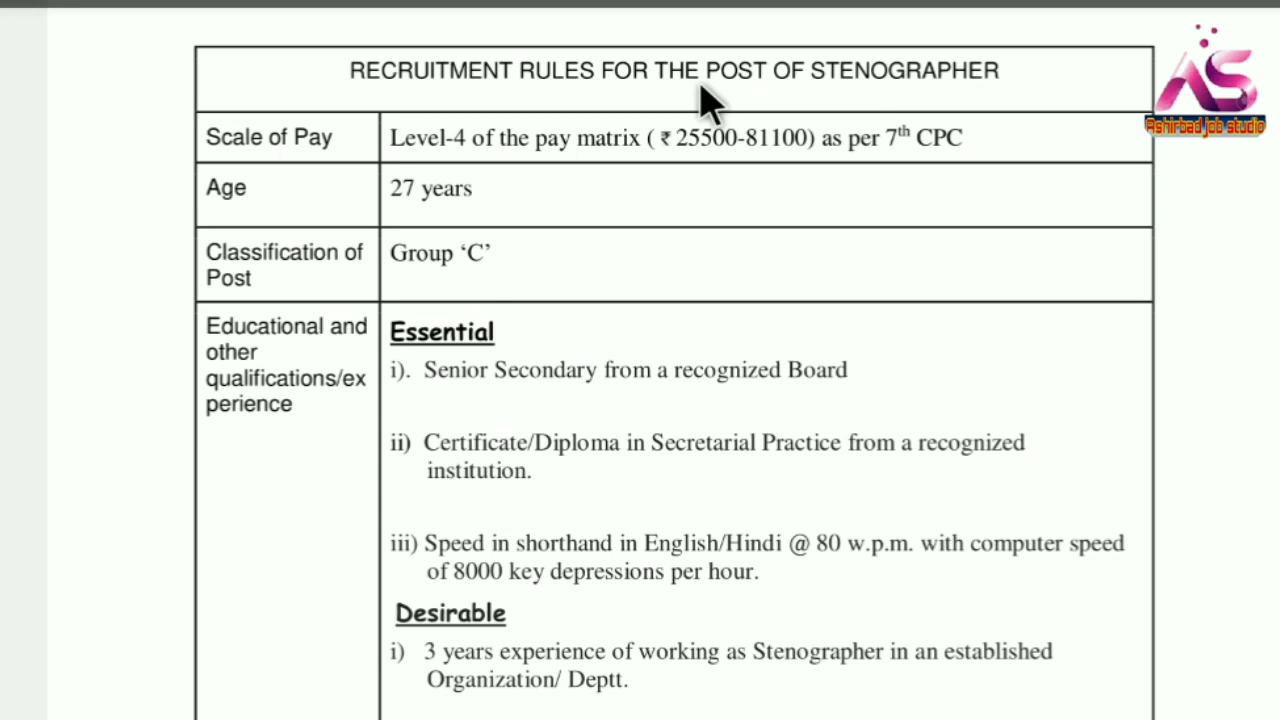 RECRUITMENT RULES FOR THE POST OF STENOGRAPHER
AS
Ashirbad job studio
Scale of Pay
Level-4 of the pay matrix ( ₹ 25500-81100) as per 7th CPC
Age
27 years
Classification of
Post
Group ‘C’
Educational and
other
qualifications/ex
perience
Essential
i). Senior Secondary from a recognized Board
ii) Certificate/Diploma in Secretarial Practice from a recognized
institution.
iii) Speed in shorthand in English/Hindi @ 80 w.p.m. with computer speed
of 8000 key depressions per hour.
Desirable
i) 3 years experience of working as Stenographer in an established
Organization/ Deptt.